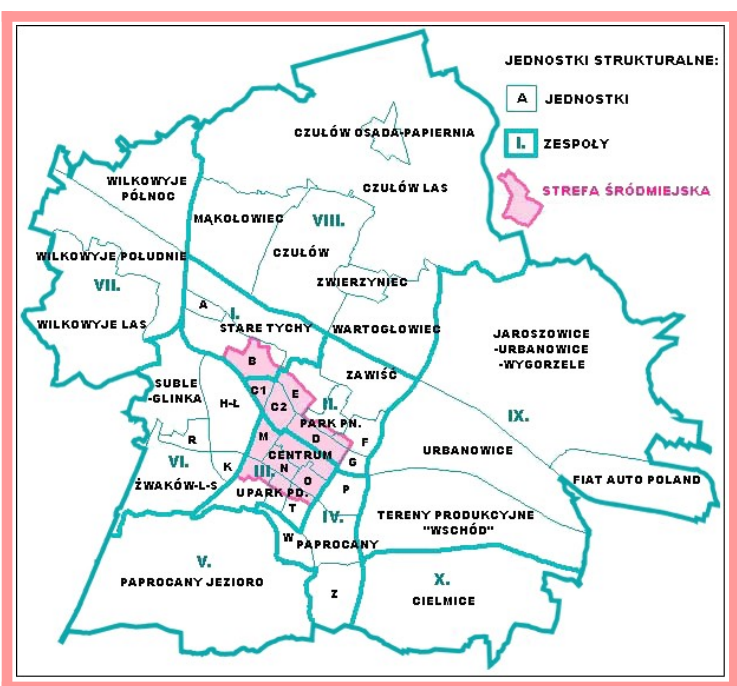 JEDNOSTKI STRUKTURALNE:
A JEDNOSTKI
I. ZESPOŁY
STREFA ŚRÓDMIEJSKA
CZUŁÓW OSADA-PAPIERNIA
WILKOWYJE
PÓŁNOC
CZUŁÓW LAS
MĄKOŁOWIEC
VIII.
CZUŁÓW
WILKOWYJE POŁUDNIE
VII.
ZWIERZYNIEC
A
I.
STARE TYCHY
WILKOWYJE LAS
WARTOGŁOWIEC
JAROSZOWICE
-URBANOWICE
-WYGORZELE
B
ZAWIŚĆ
SUBLE
-GLINKA
H-Ł
C1
E
C2
II.
PARK PN.
IX.
R
M
D
F
URBANOWICE
CENTRUM
G
VI.
K
III.
N
O
P
FIAT AUTO POLAND
ŻWAKÓW-L-S
U
PARK PD.
T
IV.
TERENY PRODUKCYJNE
"WSCHÓD"
W
PAPROCANY
V.
PAPROCANY JEZIORO
Z
X.
CIELMICE